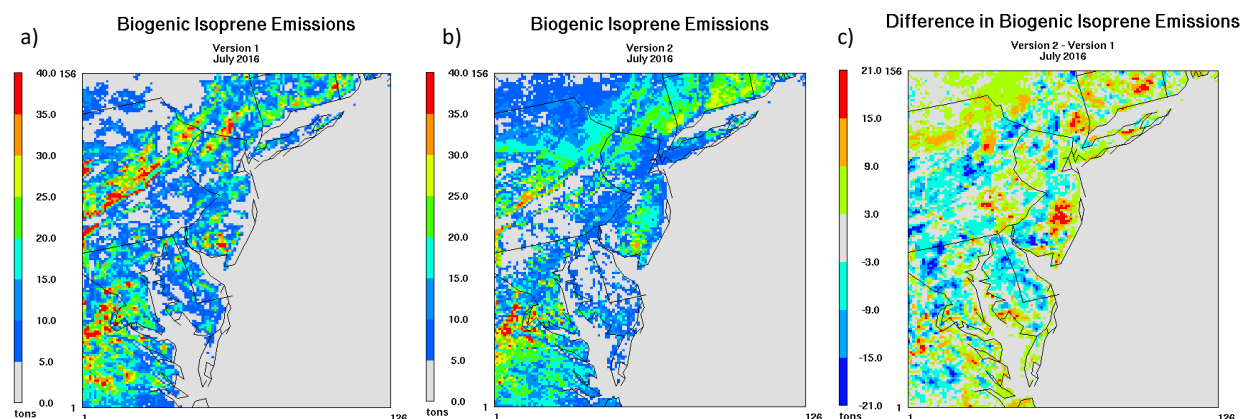 a)
Biogenic Isoprene Emissions
Version 1
July 2016
40.0
35.0
30.0
25.0
20.0
15.0
10.0
5.0
0.0
tons
156
1
1
126
b)
Biogenic Isoprene Emissions
Version 2
July 2016
40.0
35.0
30.0
25.0
20.0
15.0
10.0
5.0
0.0
tons
156
1
1
126
c)
Difference in Biogenic Isoprene Emissions
Version 2 - Version 1
July 2016
21.0
15.0
9.0
3.0
-3.0
-9.0
-15.0
-21.0
tons
156
1
1
126